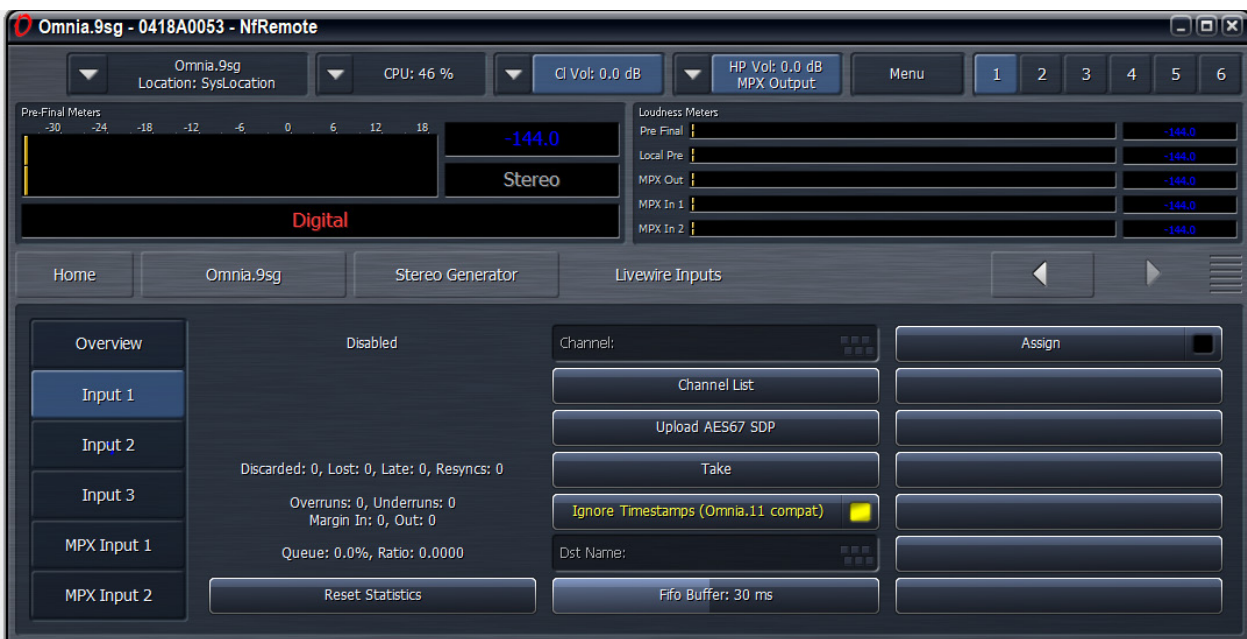 Omnia.9sg - 0418A0053 - NfRemote
Omnia.9sg
Location: SysLocation
CPU: 46 %
Cl Vol: 0.0 dB
HP Vol: 0.0 dB
MPX Output
Menu
1 2 3 4 5 6
Pre-Final Meters
-30 -24 -18 -12 -6 0 6 12 18
-144.0
Stereo
Digital
Loudness Meters
Pre Final -144.0
Local Pre -144.0
MPX Out -144.0
MPX In 1 -144.0
MPX In 2 -144.0
Home
Omnia.9sg
Stereo Generator
Livewire Inputs
Overview
Input 1
Input 2
Input 3
MPX Input 1
MPX Input 2
Disabled
Discarded: 0, Lost: 0, Late: 0, Resyncs: 0
Overruns: 0, Underruns: 0
Margin In: 0, Out: 0
Queue: 0.0%, Ratio: 0.0000
Reset Statistics
Channel:
Channel List
Upload AES67 SDP
Take
Ignore Timestamps (Omnia.11 compat)
Dst Name:
Fifo Buffer: 30 ms
Assign